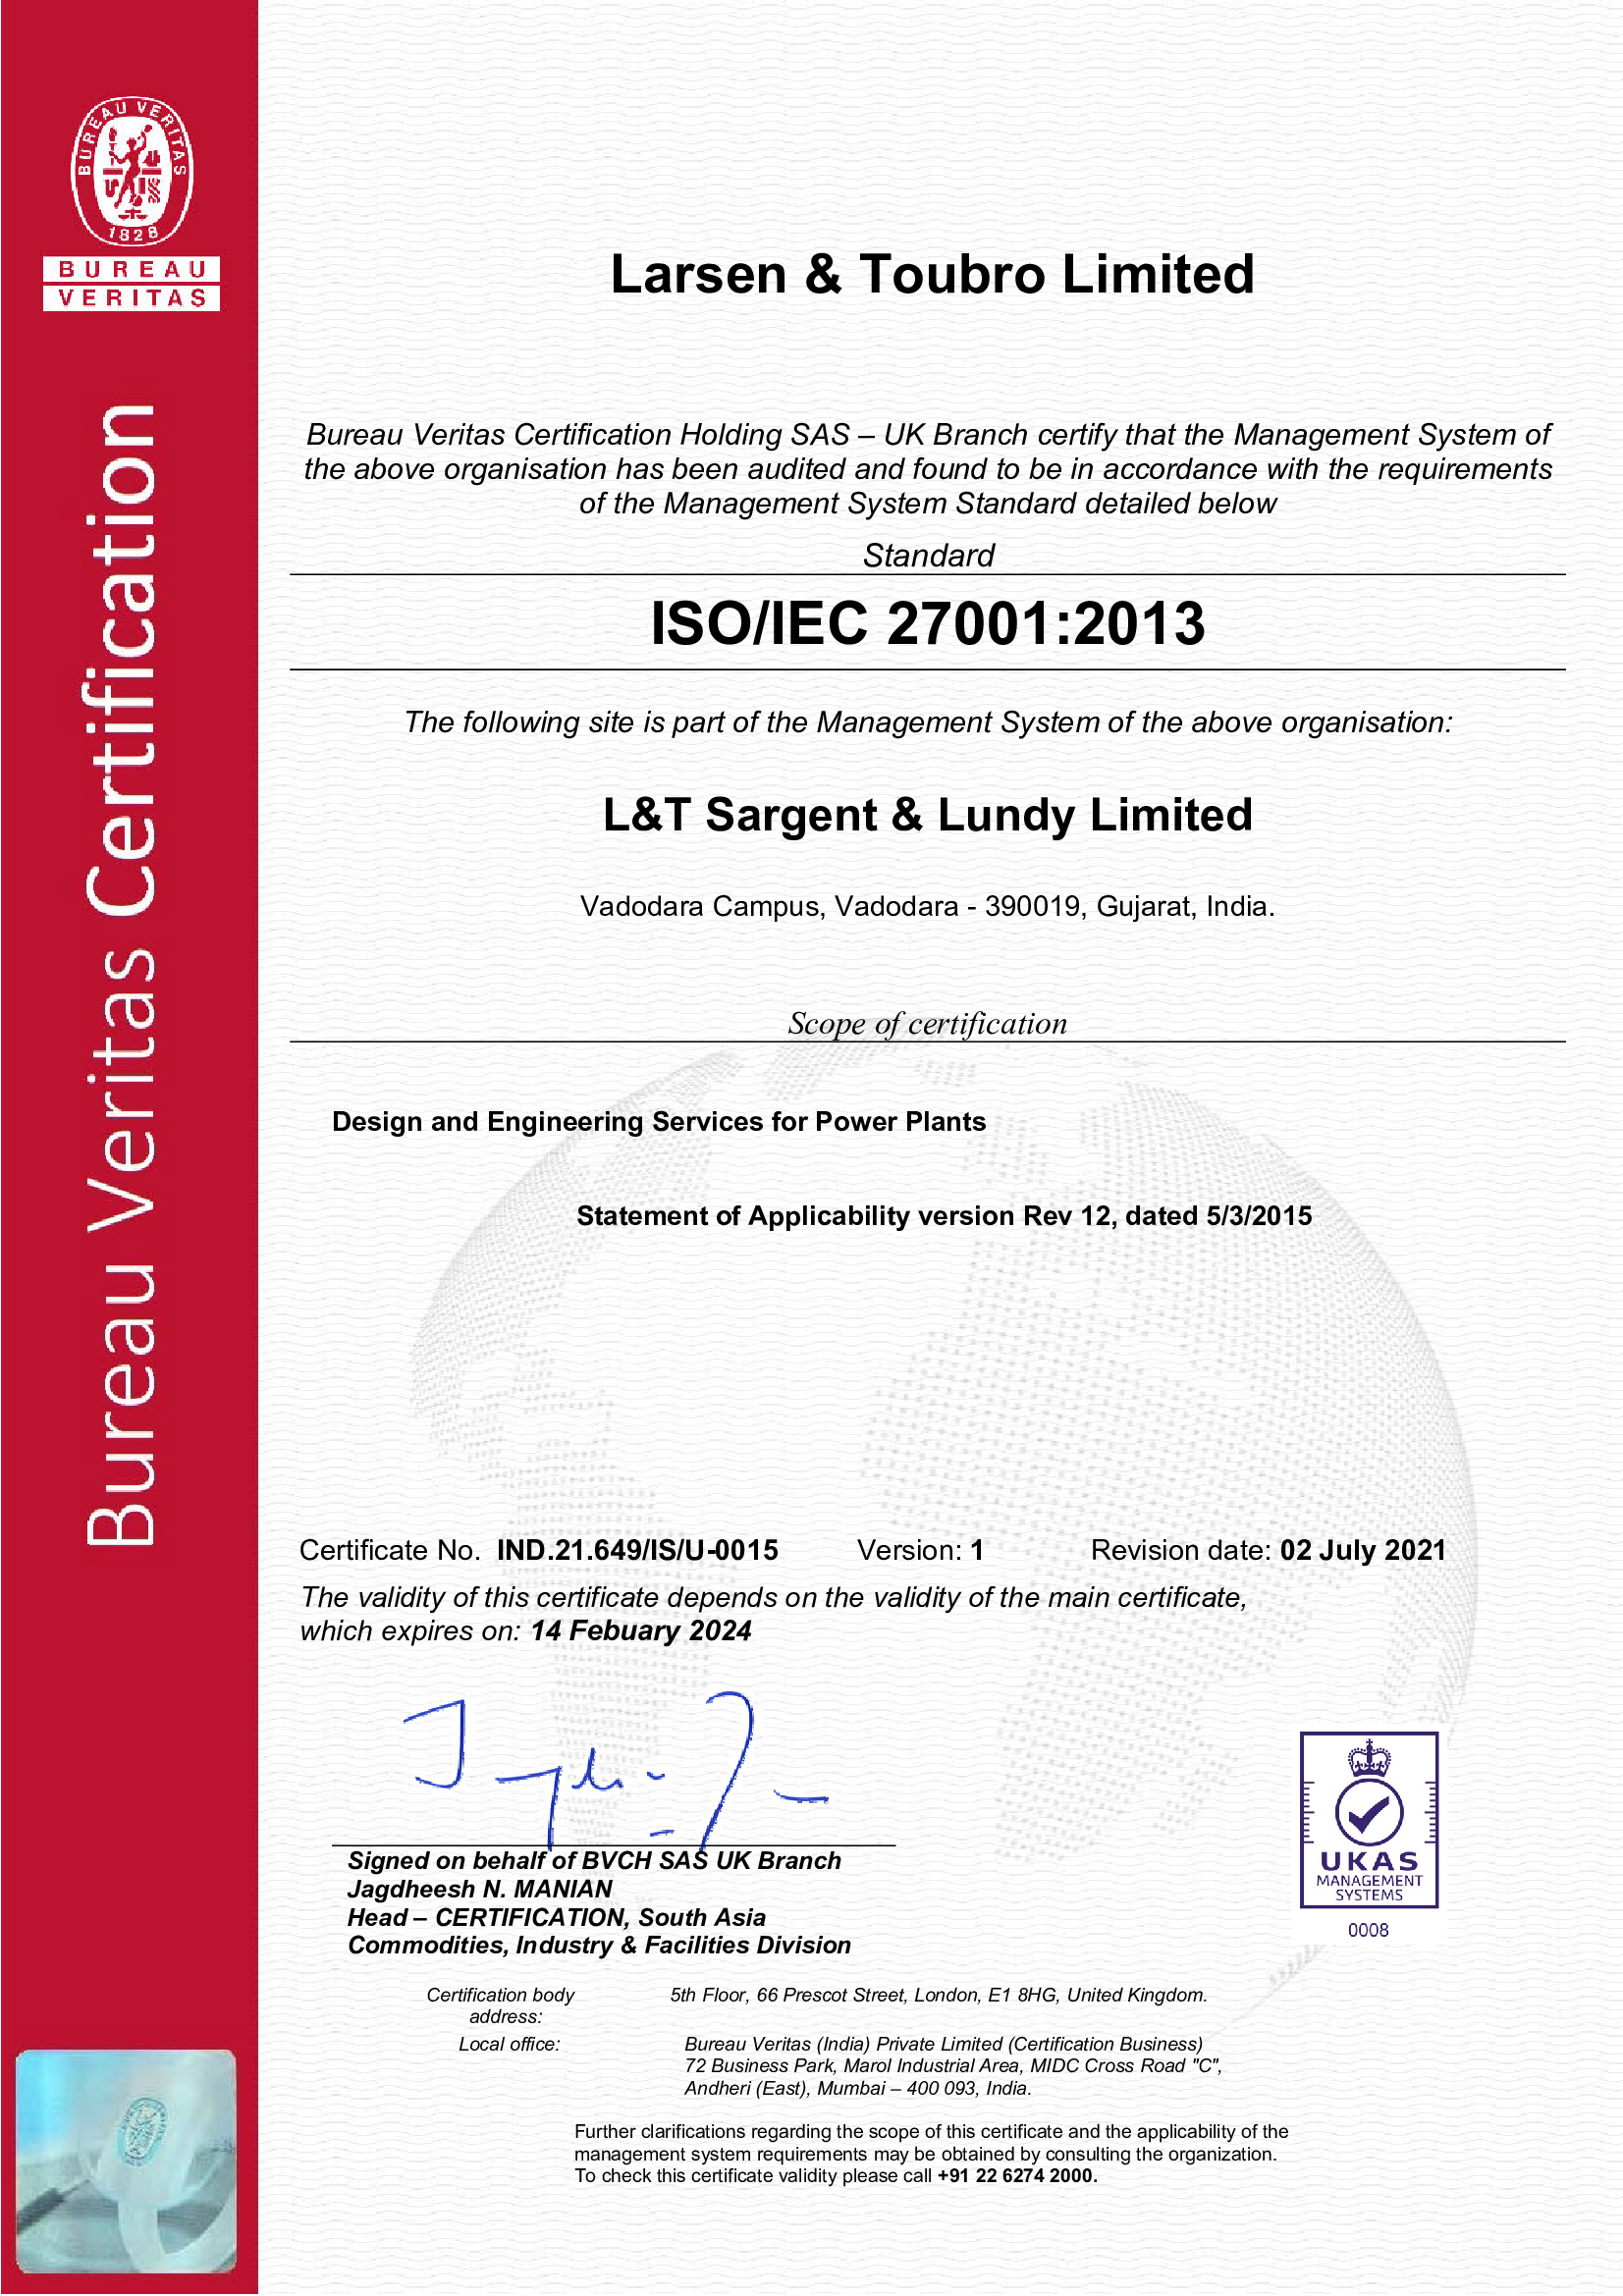 BUREAU VERITAS
1828
BUREAU
VERITAS
Bureau Veritas Certification
Larsen & Toubro Limited
Bureau Veritas Certification Holding SAS – UK Branch certify that the Management System of
the above organisation has been audited and found to be in accordance with the requirements
of the Management System Standard detailed below
Standard
ISO/IEC 27001:2013
The following site is part of the Management System of the above organisation:
L&T Sargent & Lundy Limited
Vadodara Campus, Vadodara - 390019, Gujarat, India.
Scope of certification
Design and Engineering Services for Power Plants
Statement of Applicability version Rev 12, dated 5/3/2015
Certificate No. IND.21.649/IS/U-0015 Version: 1 Revision date: 02 July 2021
The validity of this certificate depends on the validity of the main certificate,
which expires on: 14 Febuary 2024
Signed on behalf of BVCH SAS UK Branch
Jagdheesh N. MANIAN
Head – CERTIFICATION, South Asia
Commodities, Industry & Facilities Division
UKAS
MANAGEMENT
SYSTEMS
0008
Certification body 5th Floor, 66 Prescot Street, London, E1 8HG, United Kingdom.
address:
Local office: Bureau Veritas (India) Private Limited (Certification Business)
72 Business Park, Marol Industrial Area, MIDC Cross Road "C",
Andheri (East), Mumbai – 400 093, India.
Further clarifications regarding the scope of this certificate and the applicability of the
management system requirements may be obtained by consulting the organization.
To check this certificate validity please call +91 22 6274 2000.